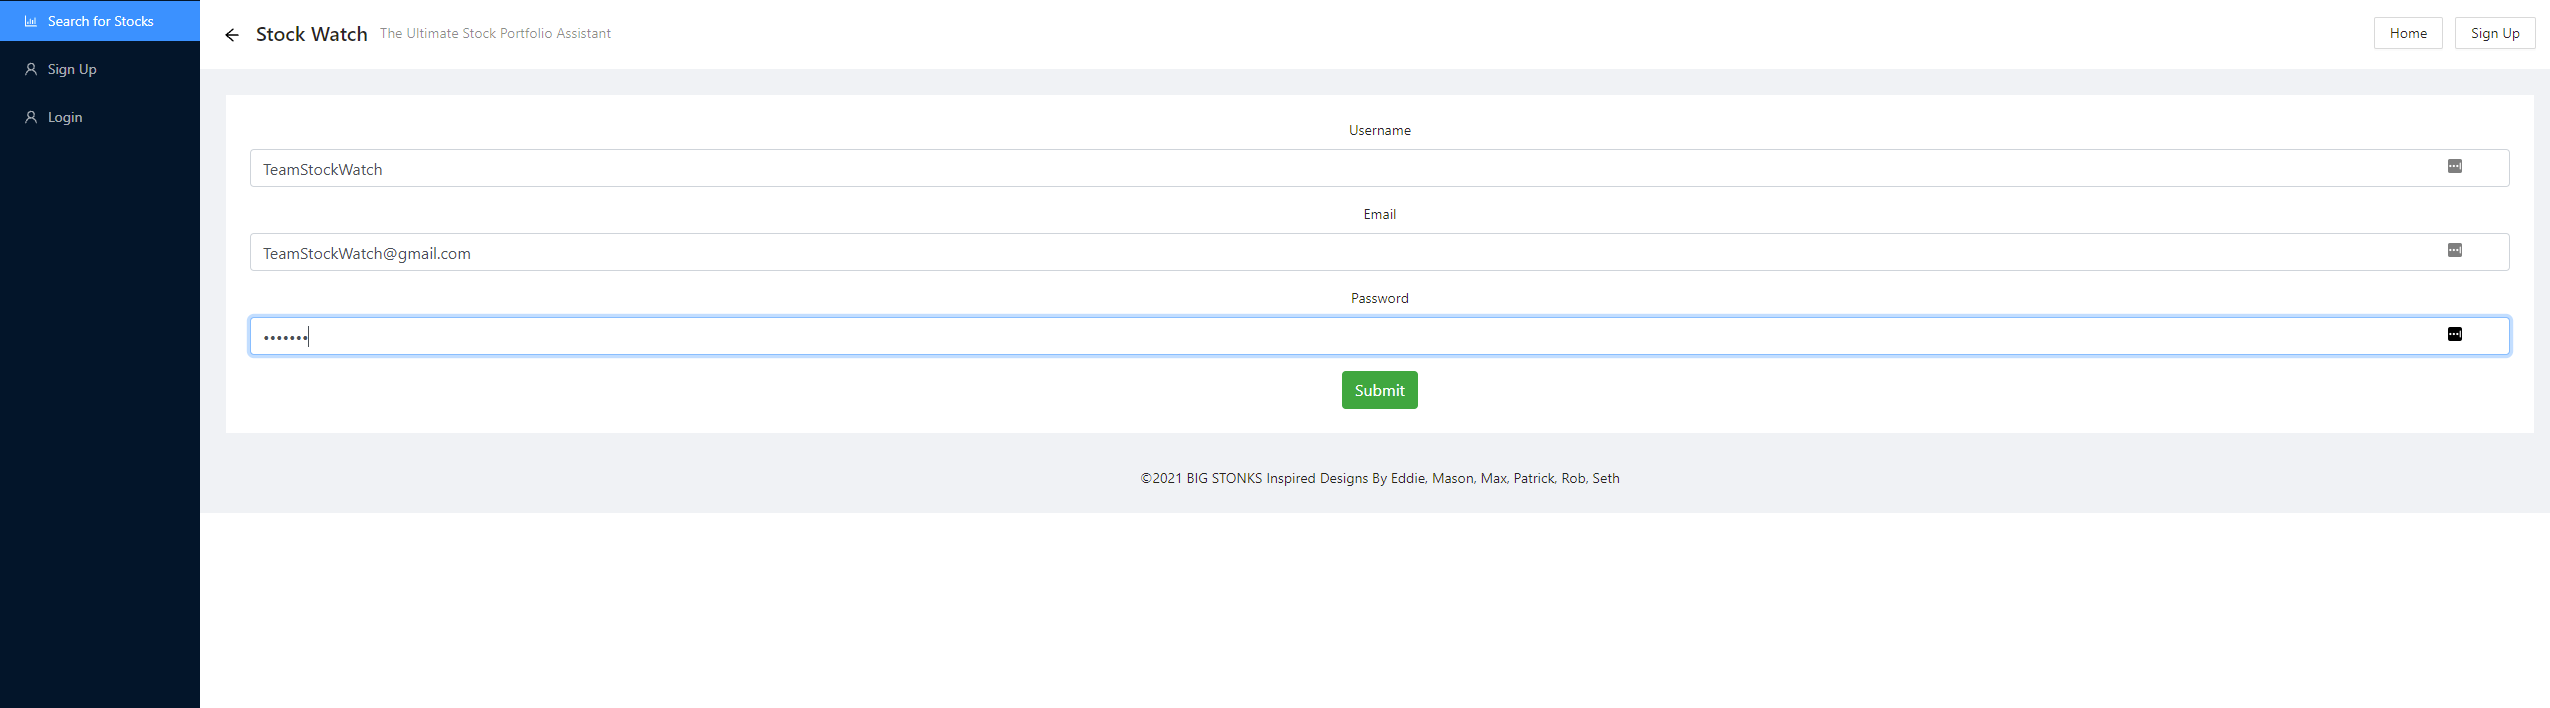 Search for Stocks
Sign Up
Login
Stock Watch The Ultimate Stock Portfolio Assistant
Home
Sign Up
Username
TeamStockWatch
Email
TeamStockWatch@gmail.com
Password
•••••••
Submit
©2021 BIG STONKS Inspired Designs By Eddie, Mason, Max, Patrick, Rob, Seth